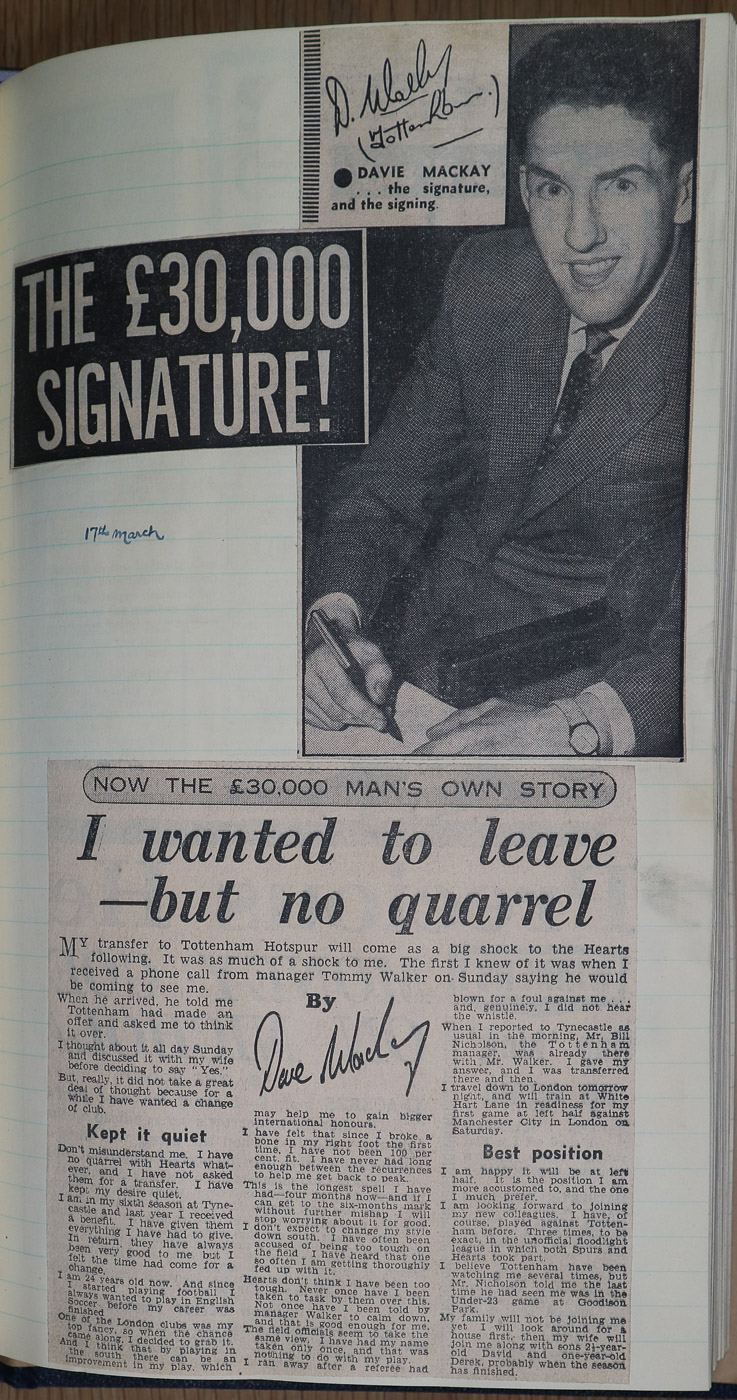 D. Mackay
(Tottenham.)
● DAVIE MACKAY
. . . the signature,
and the signing.
THE £30,000
SIGNATURE!
17th march
NOW THE £30,000 MAN'S OWN STORY
I wanted to leave
—but no quarrel
MY transfer to Tottenham Hotspur will come as a big shock to the Hearts
following. It was as much of a shock to me. The first I knew of it was when I
received a phone call from manager Tommy Walker on Sunday saying he would
be coming to see me.
When he arrived, he told me
Tottenham had made an
offer and asked me to think
it over.
I thought about it all day Sunday
and discussed it with my wife
before deciding to say "Yes."
But, really, it did not take a great
deal of thought because for a
while I have wanted a change
of club.
Kept it quiet
Don't misunderstand me. I have
no quarrel with Hearts what-
ever, and I have not asked
them for a transfer. I have
kept my desire quiet.
I am in my sixth season at Tyne-
castle and last year I received
a benefit. I have given them
everything I have had to give.
In return, they have always
been very good to me but I
felt the time had come for a
change.
I am 24 years old now. And since
I started playing football I
always wanted to play in English
Soccer before my career was
finished
One of the London clubs was my
top fancy, so when the chance
came along, I decided to grab it.
And I think that by playing in
the south there can be an
improvement in my play, which
By
Dave Mackay
may help me to gain bigger
international honours.
I have felt that since I broke a
bone in my right foot the first
time, I have not been 100 per
cent. fit. I have never had long
enough between the recurrences
to help me get back to peak.
This is the longest spell I have
had—four months now—and if I
can get to the six-months mark
without further mishap I will
stop worrying about it for good.
I don't expect to change my style
down south. I have often been
accused of being too tough on
the field. I have heard that one
so often I am getting thoroughly
fed up with it.
Hearts don't think I have been too
tough. Never once have I been
taken to task by them over this.
Not once have I been told by
manager Walker to calm down,
and that is good enough for me.
The field officials seem to take the
same view. I have had my name
taken only once, and that was
nothing to do with my play.
I ran away after a referee had
blown for a foul against me . . .
and, genuinely, I did not hear
the whistle.
When I reported to Tynecastle as
usual in the morning, Mr. Bill
Nicholson, the Tottenham
manager, was already there
with Mr. Walker. I gave my
answer, and I was transferred
there and then.
I travel down to London tomorrow
night, and will train at White
Hart Lane in readiness for my
first game at left half against
Manchester City in London on
Saturday.
Best position
I am happy it will be at left
half. It is the position I am
more accustomed to, and the one
I much prefer.
I am looking forward to joining
my new colleagues. I have, of
course, played against Totten-
ham before. Three times, to be
exact, in the unofficial floodlight
league in which both Spurs and
Hearts took part.
I believe Tottenham have been
watching me several times, but
Mr. Nicholson told me the last
time he had seen me was in the
Under-23 game at Goodison
Park.
My family will not be joining me
yet. I will look around for a
house first, then my wife will
join me along with sons 2½-year-
old David and one-year-old
Derek, probably when the season
has finished.